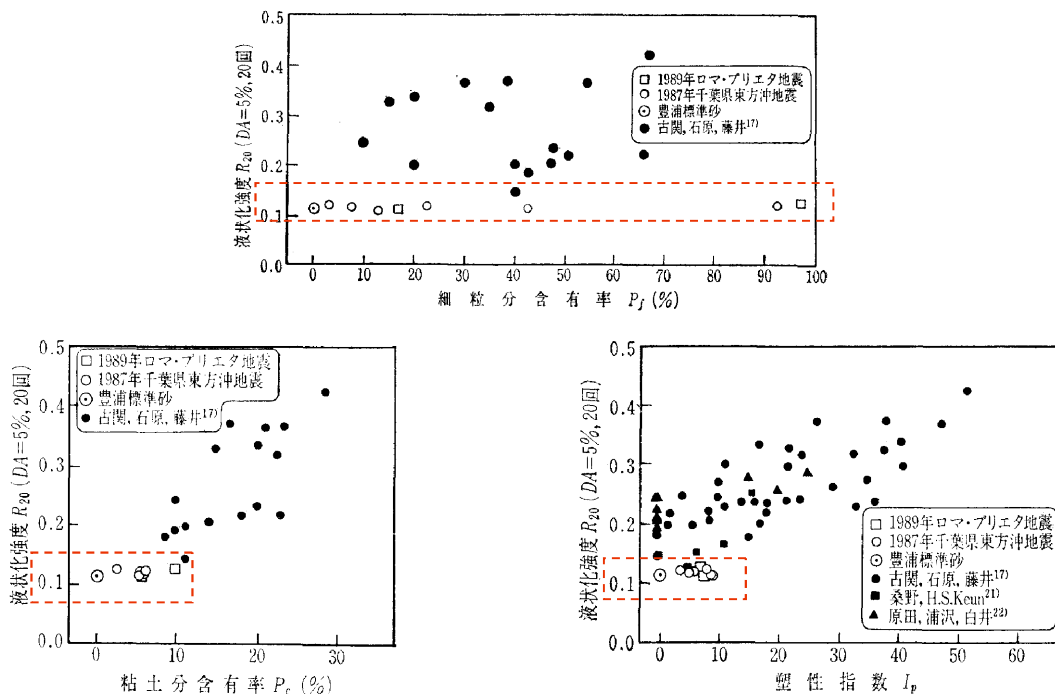 0.5
0.4
0.3
0.2
0.1
0.0
液状化強度 R20 (DA=5%, 20回)
□ 1989年ロマ・プリエタ地震
○ 1987年千葉県東方沖地震
⊙ 豊浦標準砂
● 古関, 石原, 藤井17)
0 10 20 30 40 50 60 70 80 90 100
細粒分含有率 Pf (%)
0.5
0.4
0.3
0.2
0.1
0.0
液状化強度 R20 (DA=5%, 20回)
□ 1989年ロマ・プリエタ地震
○ 1987年千葉県東方沖地震
⊙ 豊浦標準砂
● 古関, 石原, 藤井17)
0 10 20 30
粘土分含有率 Pc (%)
0.5
0.4
0.3
0.2
0.1
0.0
液状化強度 R20 (DA=5%, 20回)
□ 1989年ロマ・プリエタ地震
○ 1987年千葉県東方沖地震
⊙ 豊浦標準砂
● 古関, 石原, 藤井17)
■ 桑野, H.S.Keun21)
▲ 原田, 浦沢, 白井22)
0 10 20 30 40 50 60
塑性指数 Ip